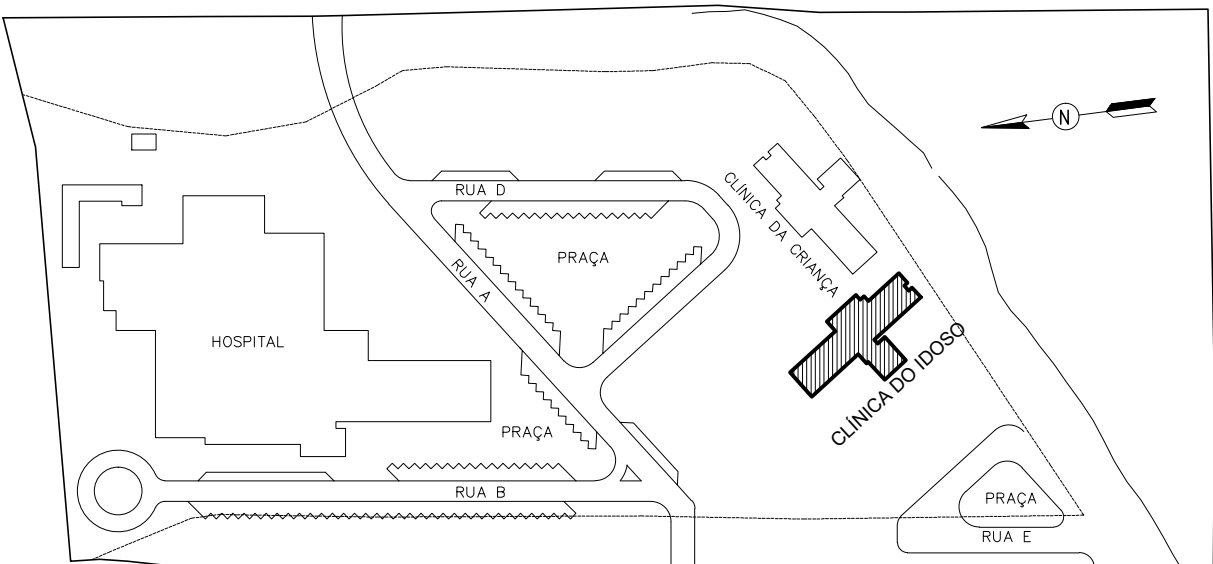 N
RUA D
CLÍNICA DA CRIANÇA
PRAÇA
RUA A
HOSPITAL
CLÍNICA DO IDOSO
PRAÇA
RUA B
PRAÇA
RUA E